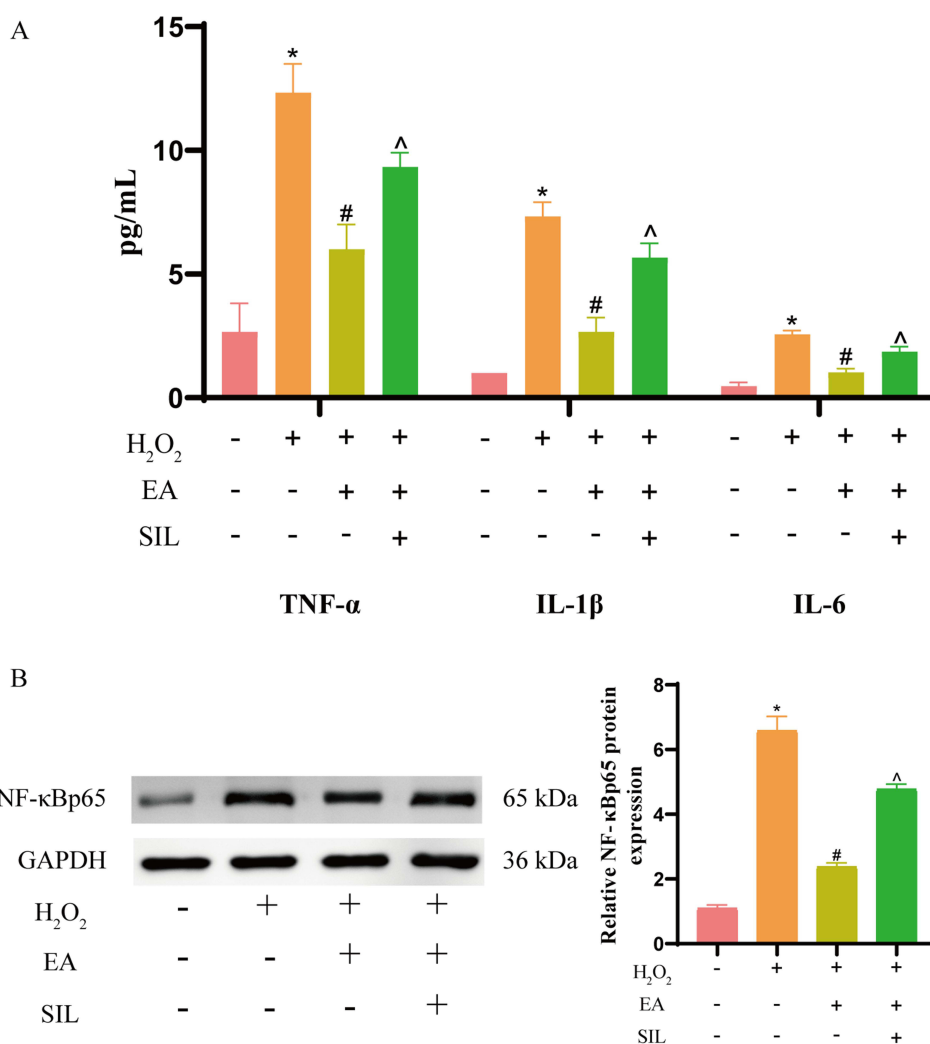 A
15
10
5
0
pg/mL
* # ^ * # ^ * # ^
H₂O₂ - + + + - + + + - + + +
EA - - + + - - + + - - + +
SIL - - - + - - - + - - - +
TNF-α IL-1β IL-6
B
NF-κBp65 65 kDa
GAPDH 36 kDa
H₂O₂ - + + +
EA - - + +
SIL - - - +
Relative NF-κBp65 protein
expression
8
6
4
2
0
* # ^
H₂O₂ - + + +
EA - - + +
SIL - - - +